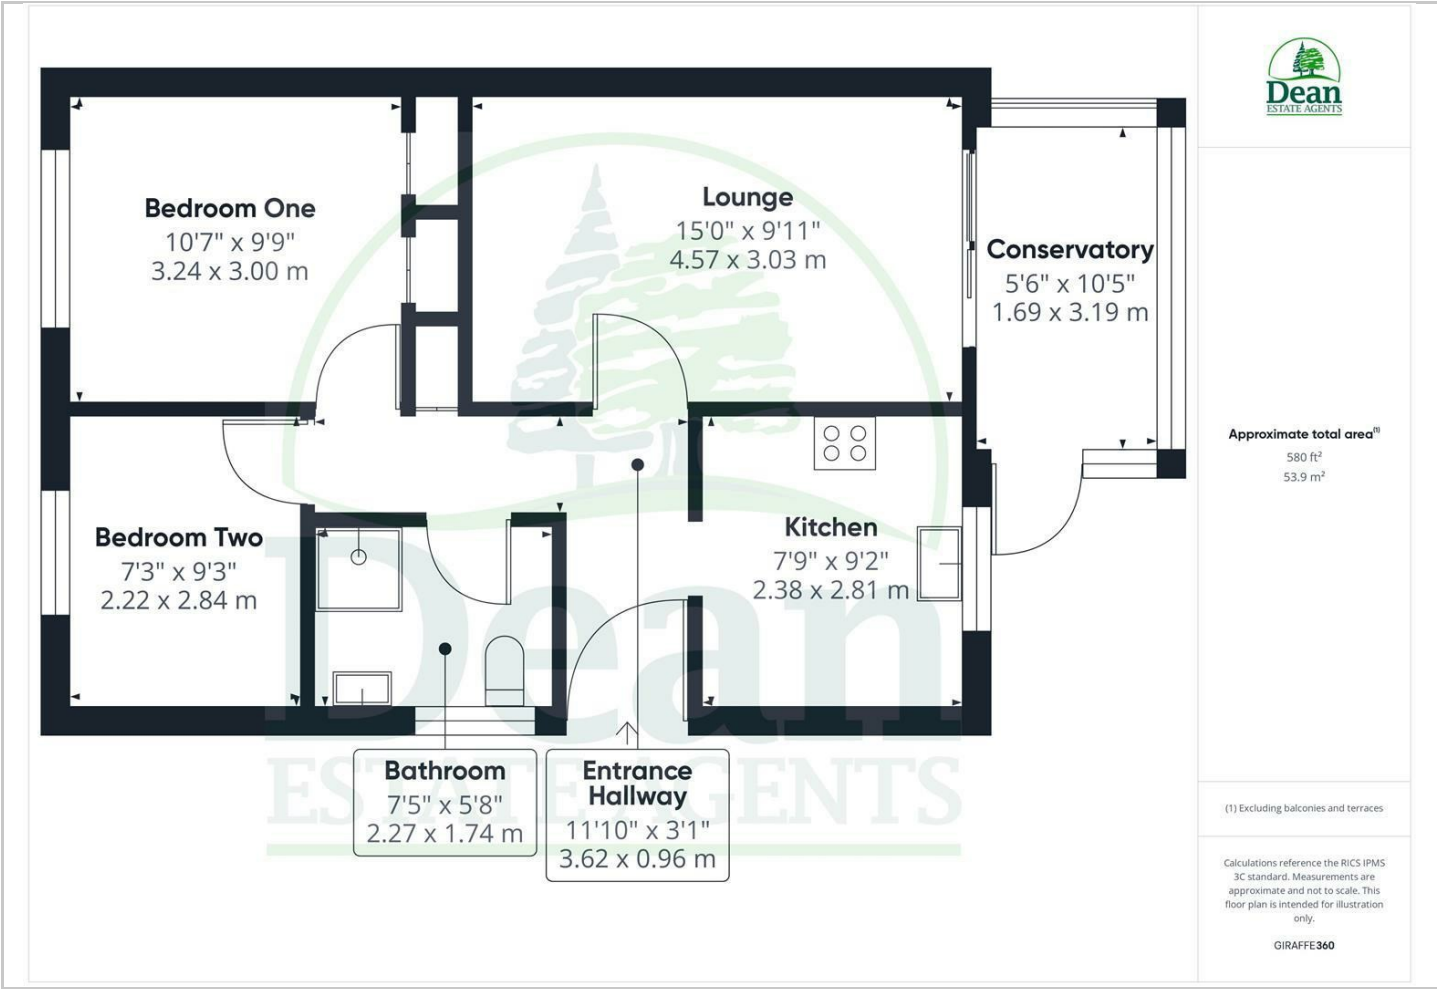 Bedroom One
10'7" x 9'9"
3.24 x 3.00 m
Lounge
15'0" x 9'11"
4.57 x 3.03 m
Conservatory
5'6" x 10'5"
1.69 x 3.19 m
Bedroom Two
7'3" x 9'3"
2.22 x 2.84 m
Kitchen
7'9" x 9'2"
2.38 x 2.81 m
Bathroom
7'5" x 5'8"
2.27 x 1.74 m
Entrance
Hallway
11'10" x 3'1"
3.62 x 0.96 m
Dean
ESTATE AGENTS
Dean
ESTATE AGENTS
Approximate total area(1)
580 ft²
53.9 m²
(1) Excluding balconies and terraces
Calculations reference the RICS IPMS
3C standard. Measurements are
approximate and not to scale. This
floor plan is intended for illustration
only.
GIRAFFE360